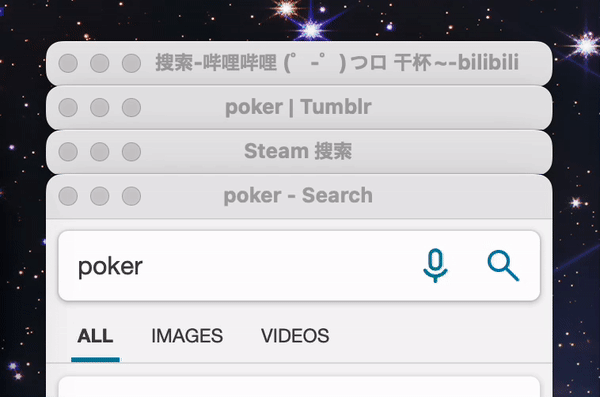 搜索-哔哩哔哩 (゜-゜)つロ 干杯~-bilibili
poker | Tumblr
Steam 搜索
poker - Search
poker
ALL IMAGES VIDEOS